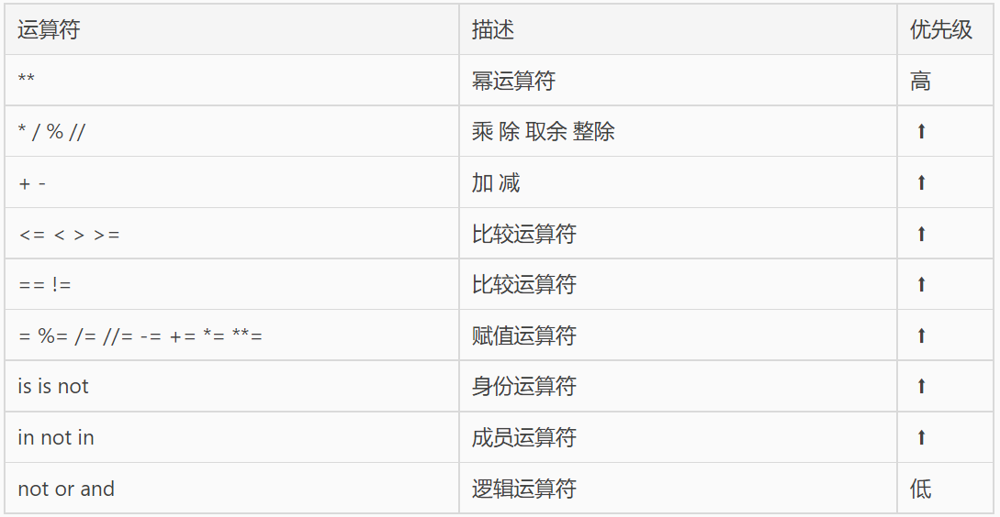 运算符 描述 优先级
** 幂运算符 高
* / % // 乘 除 取余 整除 ⬆
+ - 加 减 ⬆
<= < > >= 比较运算符 ⬆
== != 比较运算符 ⬆
= %= /= //= -= += *= **= 赋值运算符 ⬆
is is not 身份运算符 ⬆
in not in 成员运算符 ⬆
not or and 逻辑运算符 低